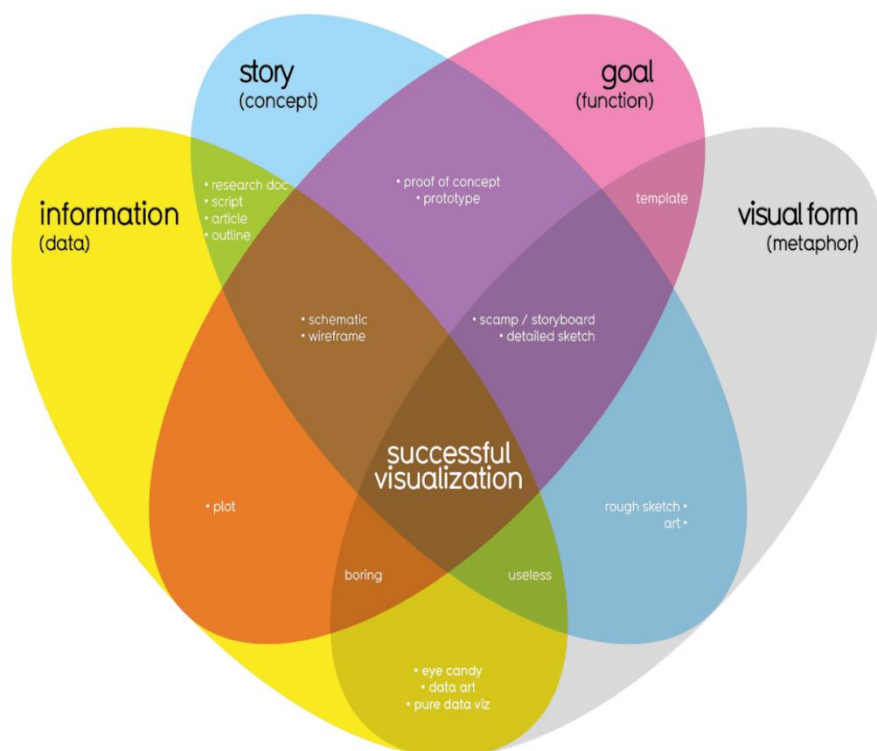 story
(concept)
goal
(function)
information
(data)
visual form
(metaphor)
• research doc
• script
• article
• outline
• proof of concept
• prototype
template
• schematic
• wireframe
• scamp / storyboard
• detailed sketch
successful
visualization
• plot
rough sketch •
art •
boring
useless
• eye candy
• data art
• pure data viz